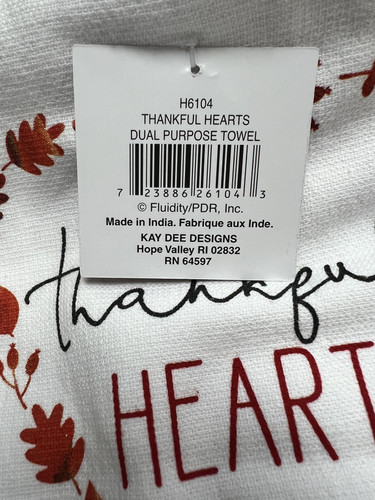 H6104
THANKFUL HEARTS
DUAL PURPOSE TOWEL
7 23886 26104 3
© Fluidity/PDR, Inc.
Made in India. Fabrique aux Inde.
KAY DEE DESIGNS
Hope Valley RI 02832
RN 64597
thankfu
HEART